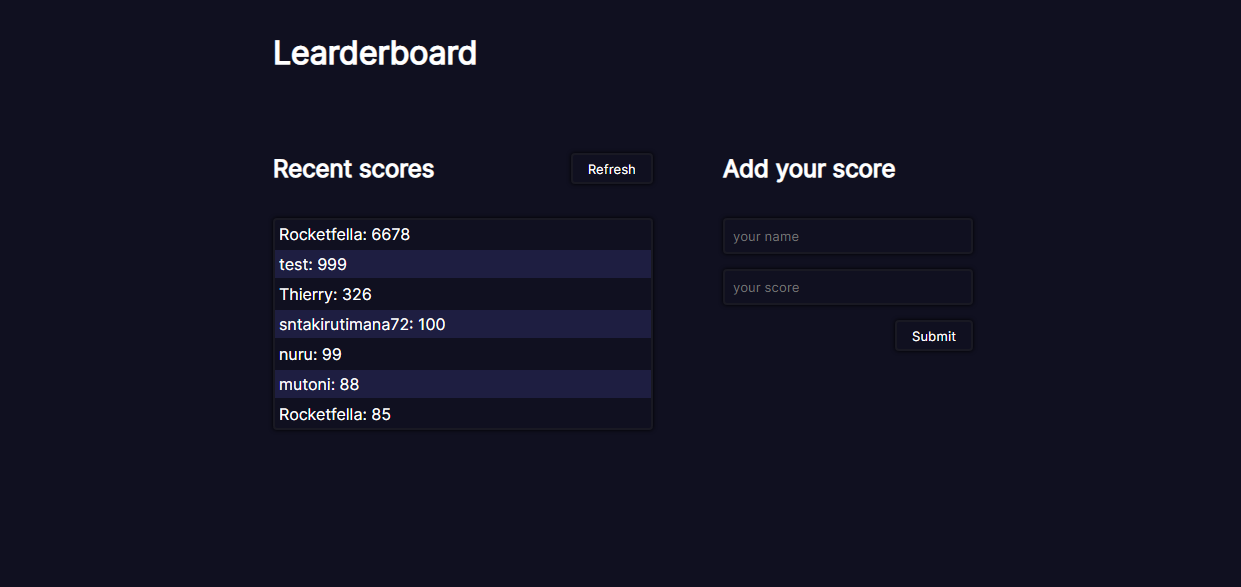 Learderboard
Recent scores
Refresh
Rocketfella: 6678
test: 999
Thierry: 326
sntakirutimana72: 100
nuru: 99
mutoni: 88
Rocketfella: 85
Add your score
your name
your score
Submit